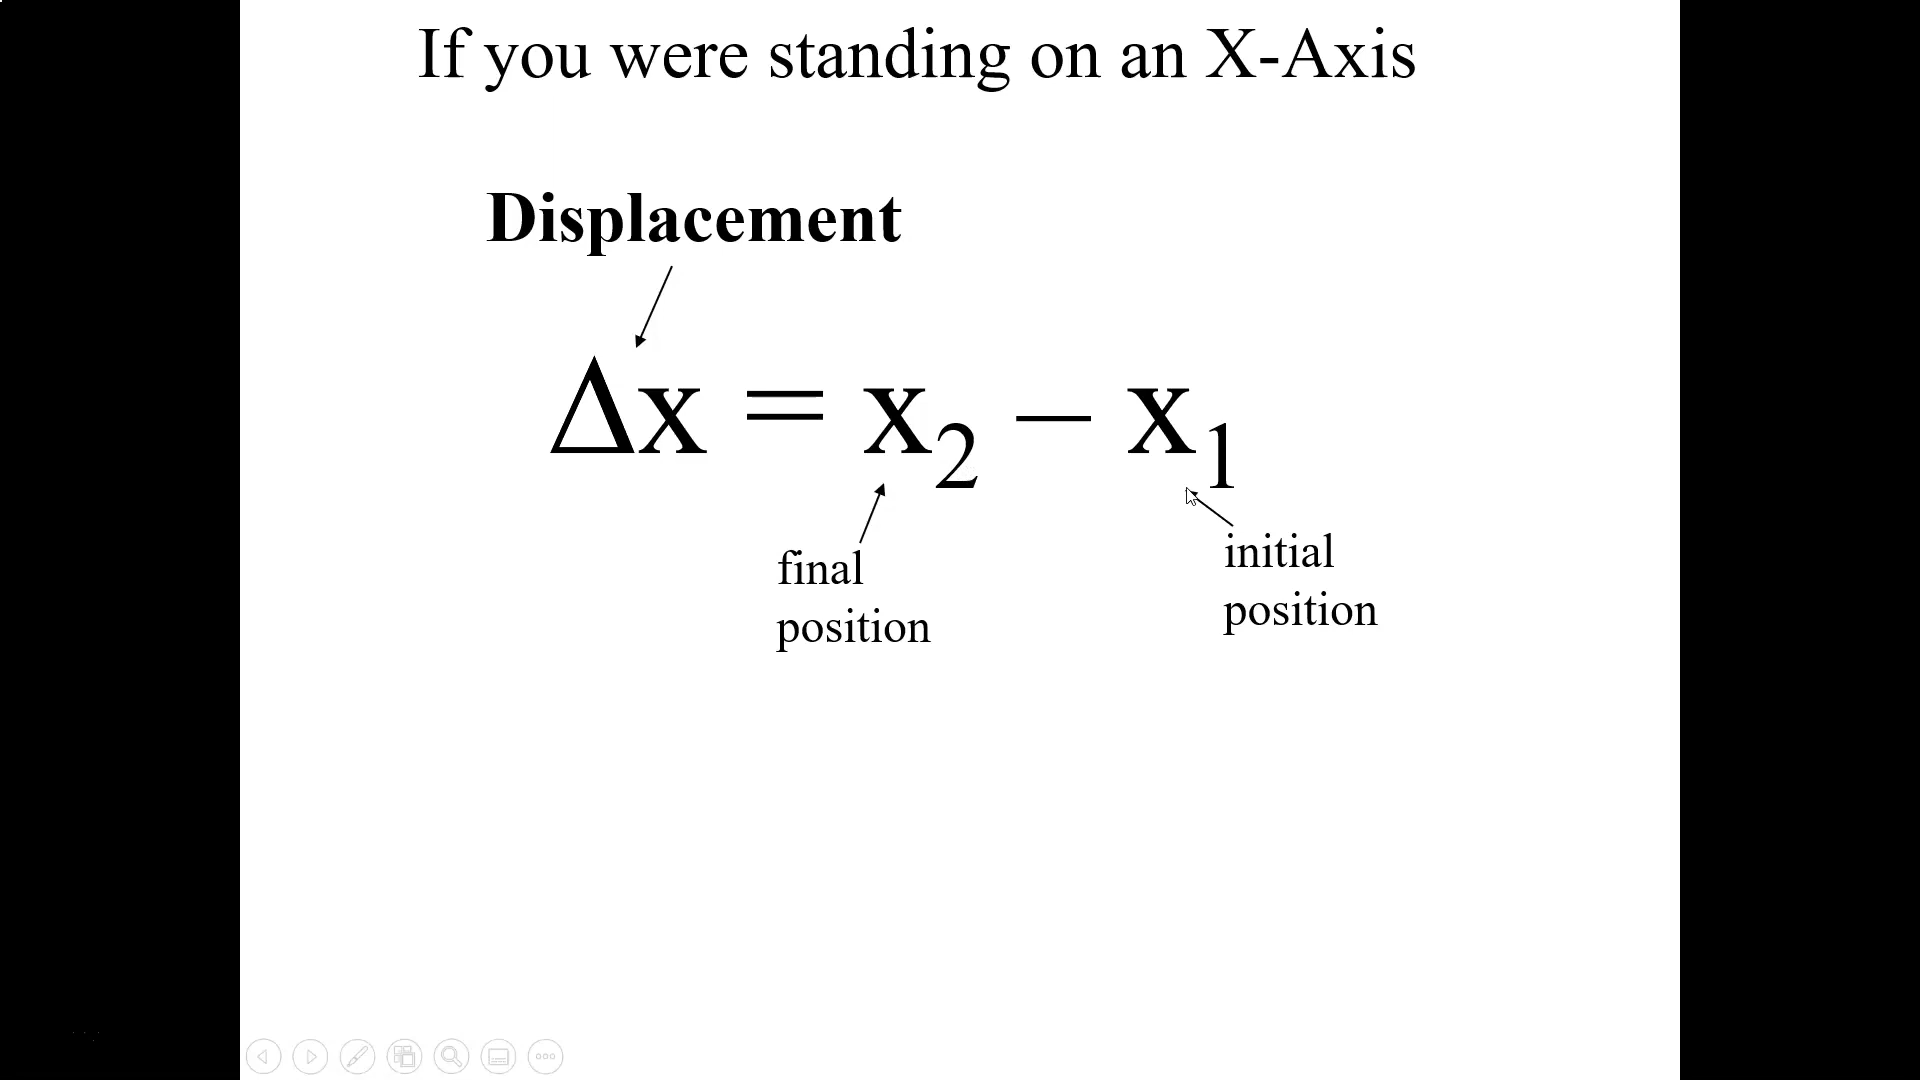 If you were standing on an X-Axis
Displacement
Δx = x₂ – x₁
final
position
initial
position